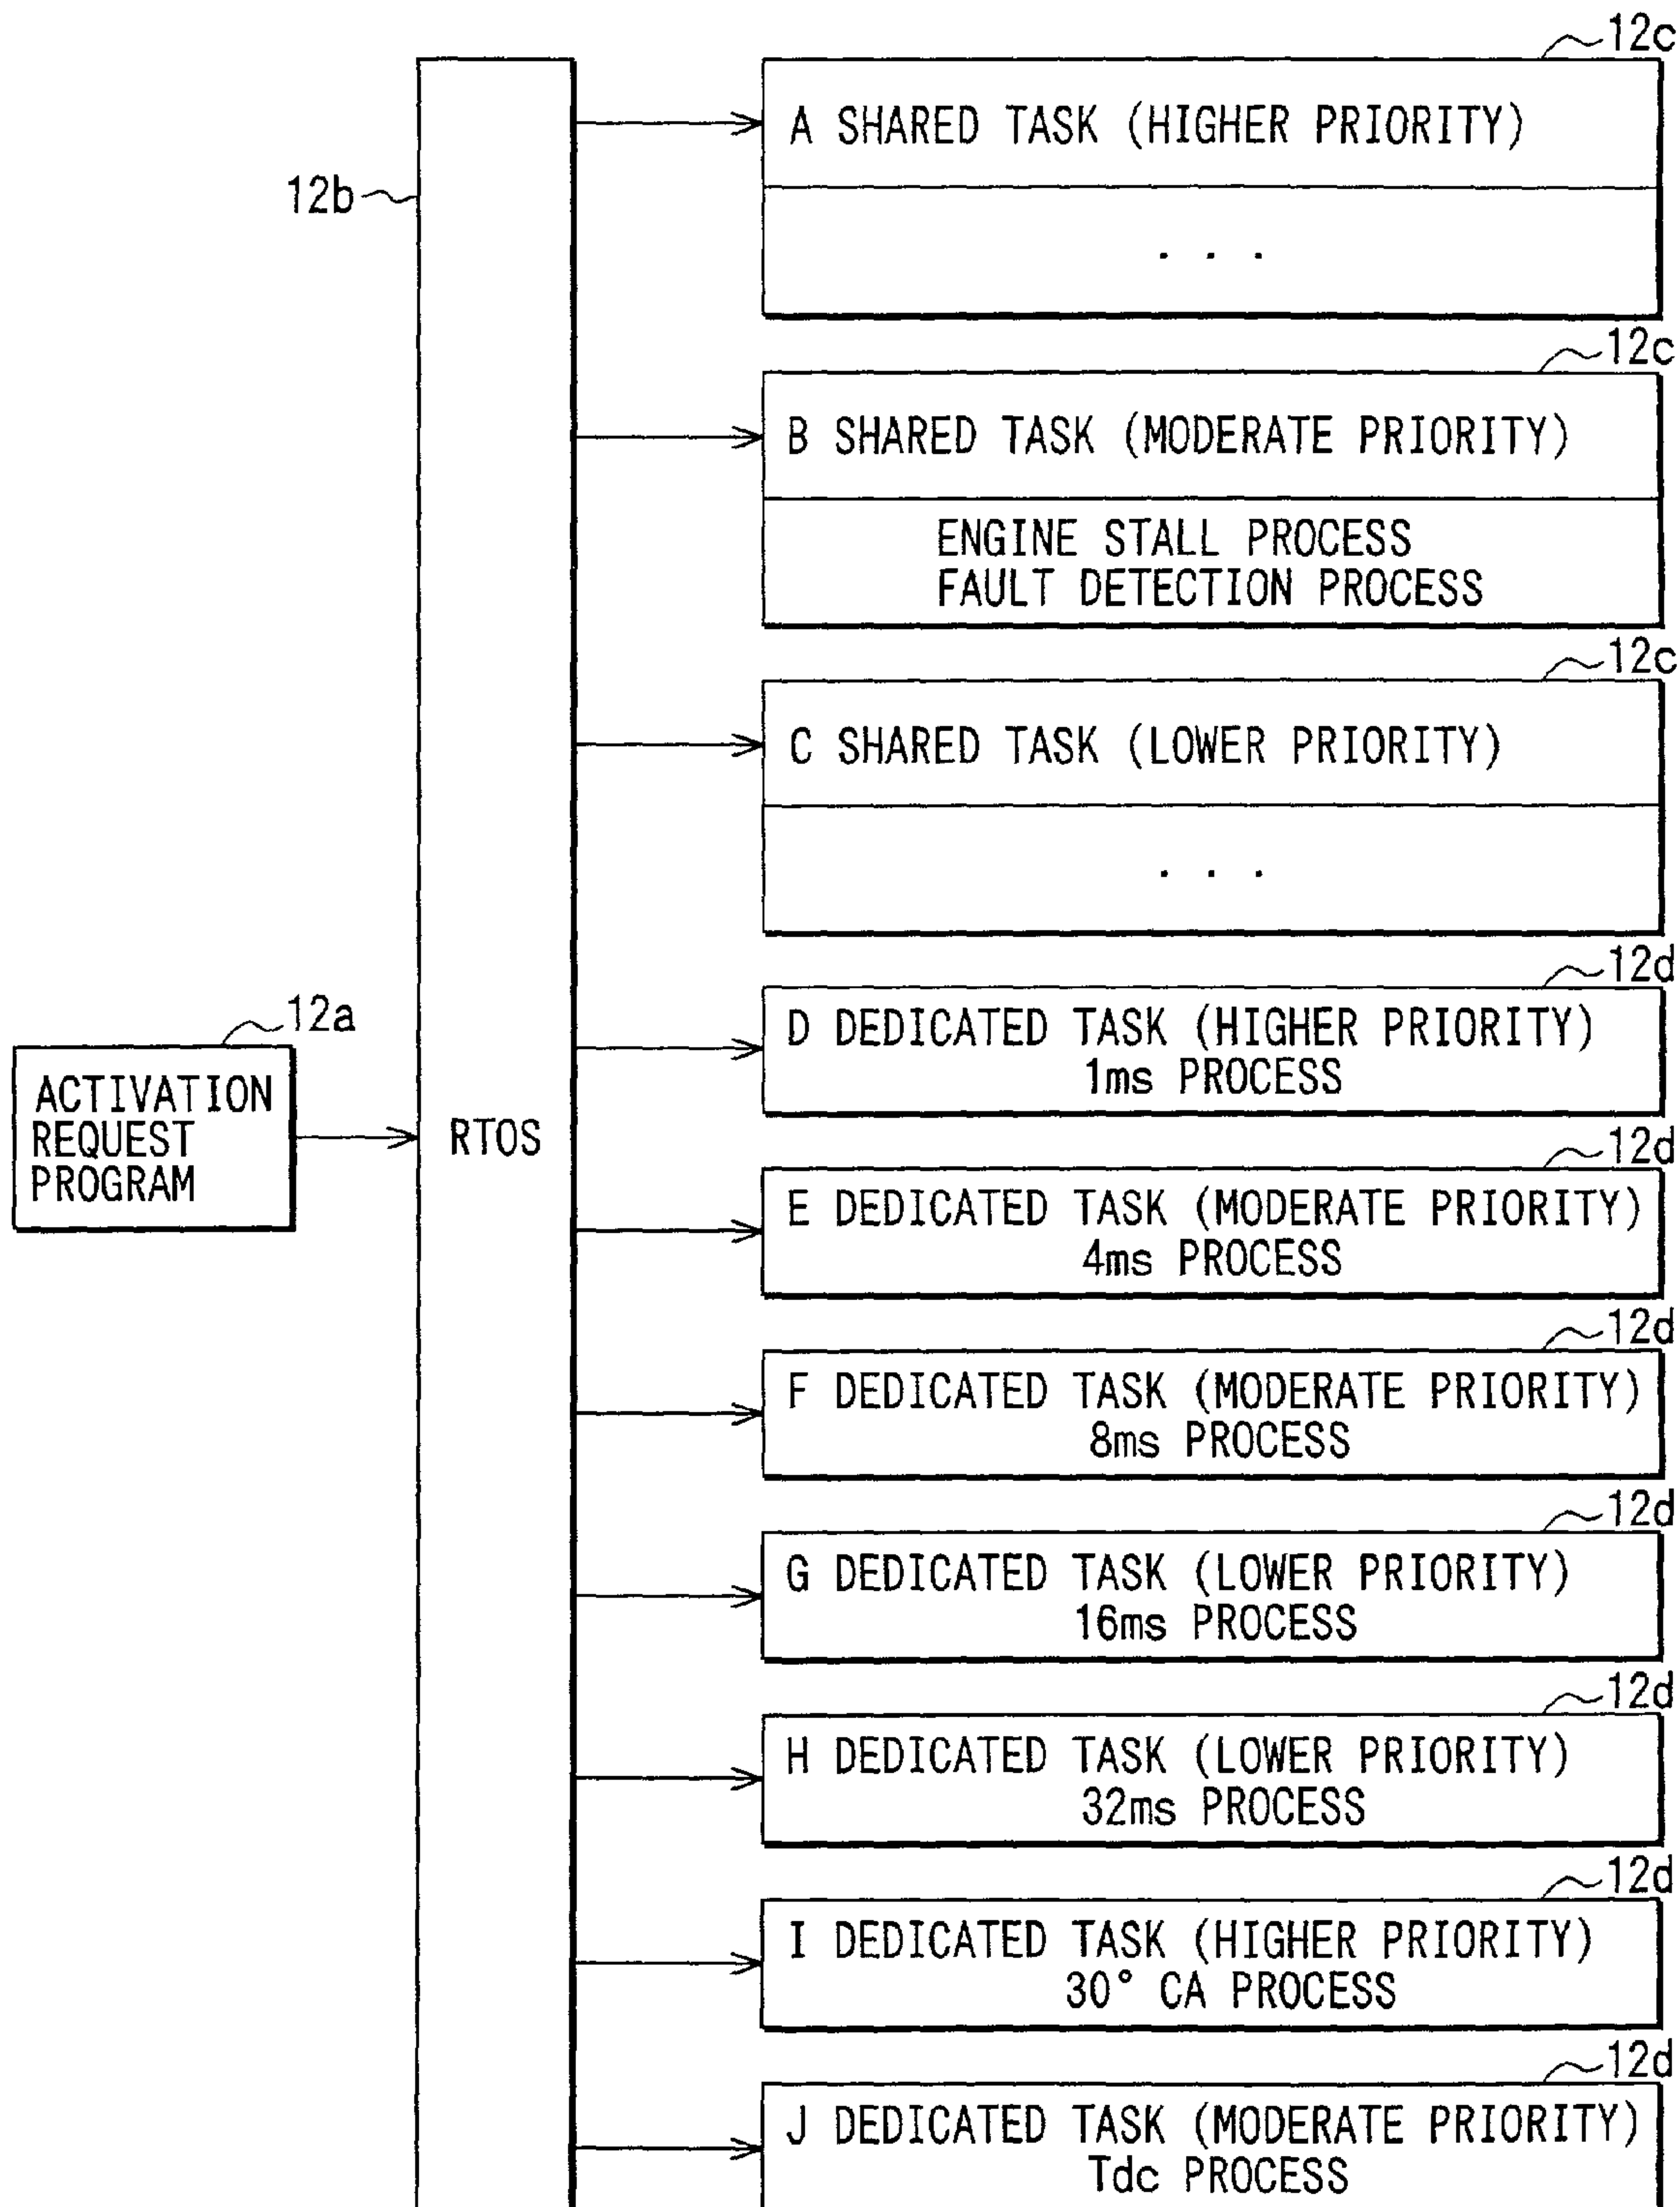 12c
A SHARED TASK (HIGHER PRIORITY)
. . .
12b
12c
B SHARED TASK (MODERATE PRIORITY)
ENGINE STALL PROCESS
FAULT DETECTION PROCESS
12c
C SHARED TASK (LOWER PRIORITY)
. . .
12a
ACTIVATION
REQUEST
PROGRAM
RTOS
12d
D DEDICATED TASK (HIGHER PRIORITY)
1ms PROCESS
12d
E DEDICATED TASK (MODERATE PRIORITY)
4ms PROCESS
12d
F DEDICATED TASK (MODERATE PRIORITY)
8ms PROCESS
12d
G DEDICATED TASK (LOWER PRIORITY)
16ms PROCESS
12d
H DEDICATED TASK (LOWER PRIORITY)
32ms PROCESS
12d
I DEDICATED TASK (HIGHER PRIORITY)
30° CA PROCESS
12d
J DEDICATED TASK (MODERATE PRIORITY)
Tdc PROCESS